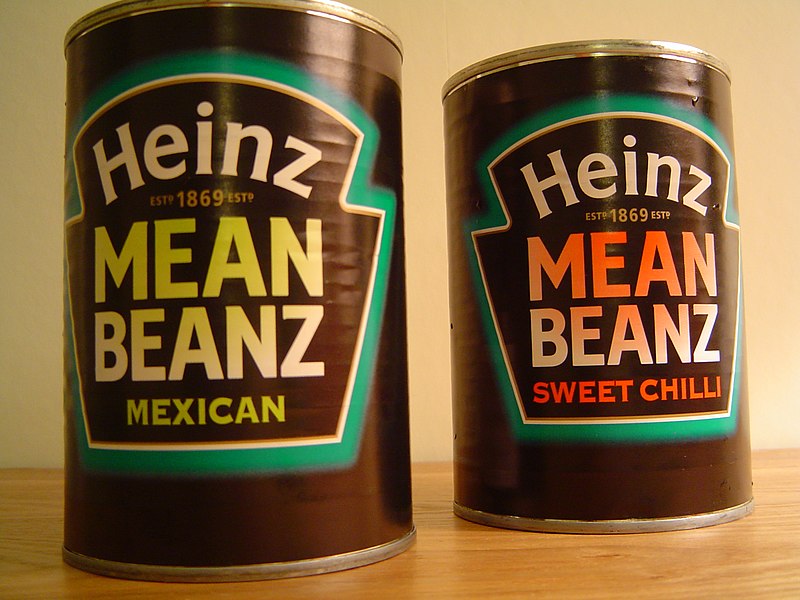 Heinz
ESTD 1869 ESTD
MEAN
BEANZ
MEXICAN
Heinz
ESTD 1869 ESTD
MEAN
BEANZ
SWEET CHILLI